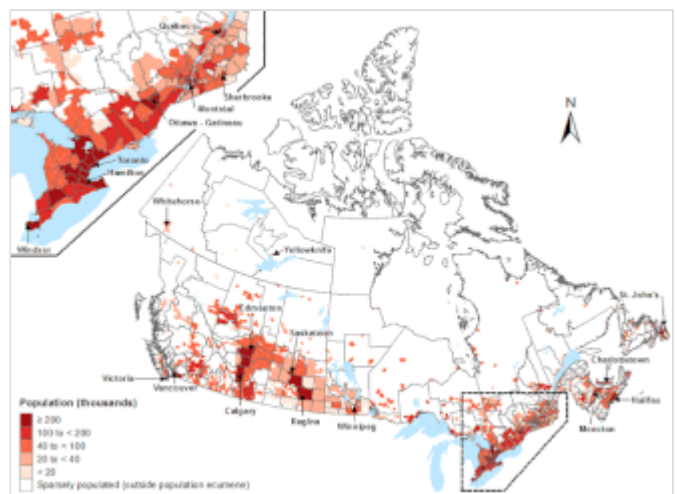 Québec
Sherbrooke
Montréal
Ottawa - Gatineau
Toronto
Hamilton
Windsor
N
Whitehorse
Yellowknife
St. John's
Edmonton
Saskatoon
Charlottetown
Victoria
Vancouver
Halifax
Calgary
Regina
Winnipeg
Moncton
Population (thousands)
≥ 200
100 to < 200
40 to < 100
20 to < 40
< 20
Sparsely populated (outside population ecumene)